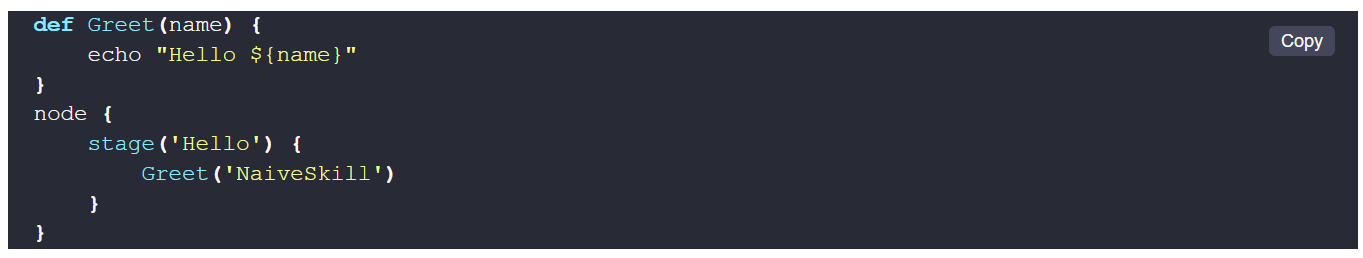 def Greet(name) {
Copy
    echo "Hello ${name}"
}
node {
    stage('Hello') {
        Greet('NaiveSkill')
    }
}